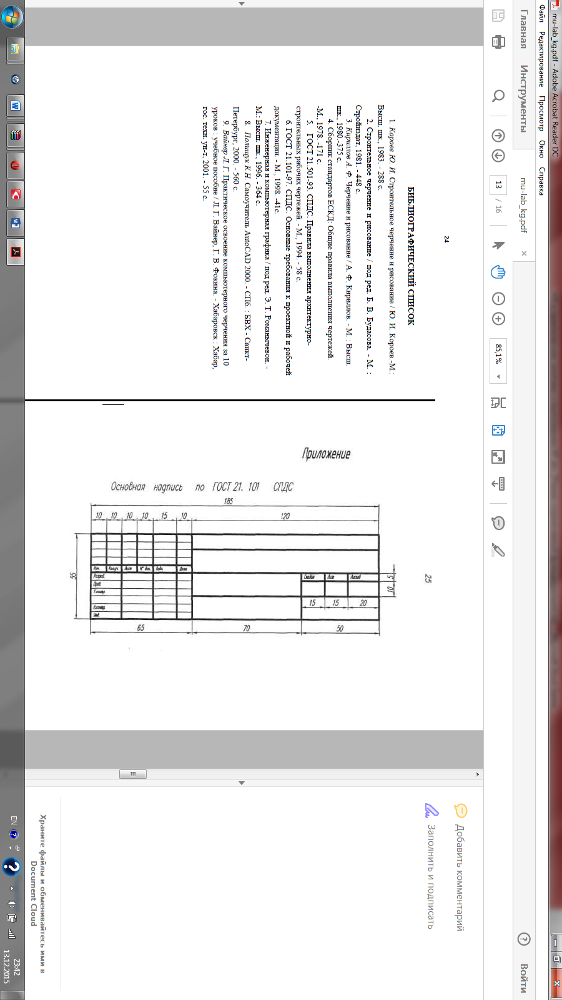 mu-lab_kg.pdf - Adobe Acrobat Reader DC
Файл Редактирование Просмотр Окно Справка
Главная Инструменты mu-lab_kg.pdf × Войти
13 / 16 85,1%
24
БИБЛИОГРАФИЧЕСКИЙ СПИСОК
1. Короев Ю. И. Строительное черчение и рисование / Ю. И. Короев.-М.:
Высш. шк., 1983. - 288 с.
2. Строительное черчение и рисование / под ред. Б. В. Будасова. - М. :
Стройиздат, 1981. - 448 с.
3. Кириллов А. Ф. Черчение и рисование / А. Ф. Кириллов. - М. : Высш.
шк., 1980.-375 с.
4. Сборник стандартов ЕСКД: Общие правила выполнения чертежей.
-М., 1978. -171 с.
5. ГОСТ 21.501-93. СПДС. Правила выполнения архитектурно-
строительных рабочих чертежей. - М., 1994. - 58 с.
6. ГОСТ 21.101-97. СПДС. Основные требования к проектной и рабочей
документации. - М., 1998. -41с.
7. Инженерная и компьютерная графика / под ред. Э. Т. Романычевои. -
М.: Высш. шк., 1996. - 364 с.
8. Полищук К Н. Самоучитель AutoCAD 2000. - СПб. : БВХ - Санкт-
Петербург, 2000. - 560 с.
9. Вайнер Л. Г. Практическое освоение компьютерного черчения за 10
уроков : учебное пособие / Л. Г. Вайнер, Г. В. Фокина. - Хабаровск : Хабар,
гос. техн. ун-т, 2001. - 55 с.
25
Приложение
Основная надпись по ГОСТ 21. 101 СПДС
185
10 10 10 10 15 10 120
55
5 10
Изм. Кол.уч. Лист № док. Подп. Дата
Стадия Лист Листов
Разраб.
Пров.
Т.контр.
Н.контр.
Утв.
15 15 20
65 70 50
Добавить комментарий
Заполнить и подписать
Храните файлы и обменивайтесь ими в
Document Cloud
EN
23:42
13.12.2015